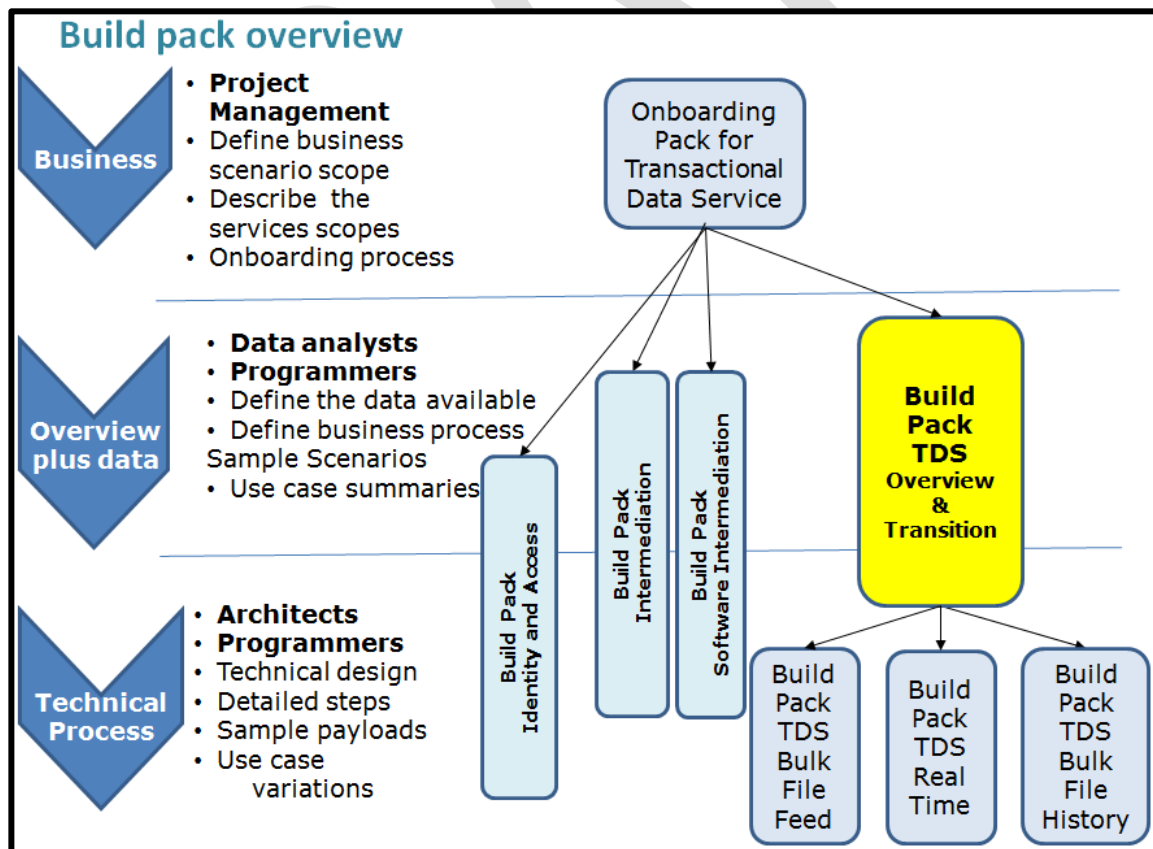 Build pack overview
Business
• Project
Management
• Define business
scenario scope
• Describe the
services scopes
• Onboarding process
Onboarding
Pack for
Transactional
Data Service
Overview
plus data
• Data analysts
• Programmers
• Define the data available
• Define business process
Sample Scenarios
• Use case summaries
Build Pack
Identity and Access
Build Pack
Intermediation
Build Pack
Software Intermediation
Build
Pack
TDS
Overview
&
Transition
Technical
Process
• Architects
• Programmers
• Technical design
• Detailed steps
• Sample payloads
• Use case
variations
Build
Pack
TDS
Bulk
File
Feed
Build
Pack
TDS
Real
Time
Build
Pack
TDS
Bulk
File
History